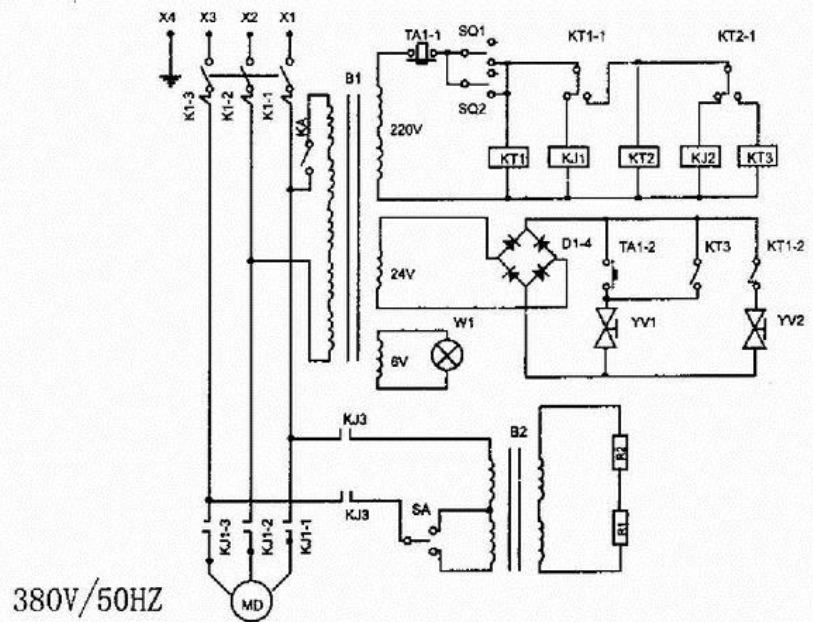 X4 X3 X2 X1
K1-3
K1-2
K1-1
KA
B1
220V
TA1-1
SQ1
SQ2
KT1-1
KT2-1
KT1
KJ1
KT2
KJ2
KT3
24V
D1-4
TA1-2
KT3
KT1-2
YV1
YV2
6V
W1
KJ3
KJ3
SA
B2
R2
R1
KJ1-3
KJ1-2
KJ1-1
MD
380V/50HZ